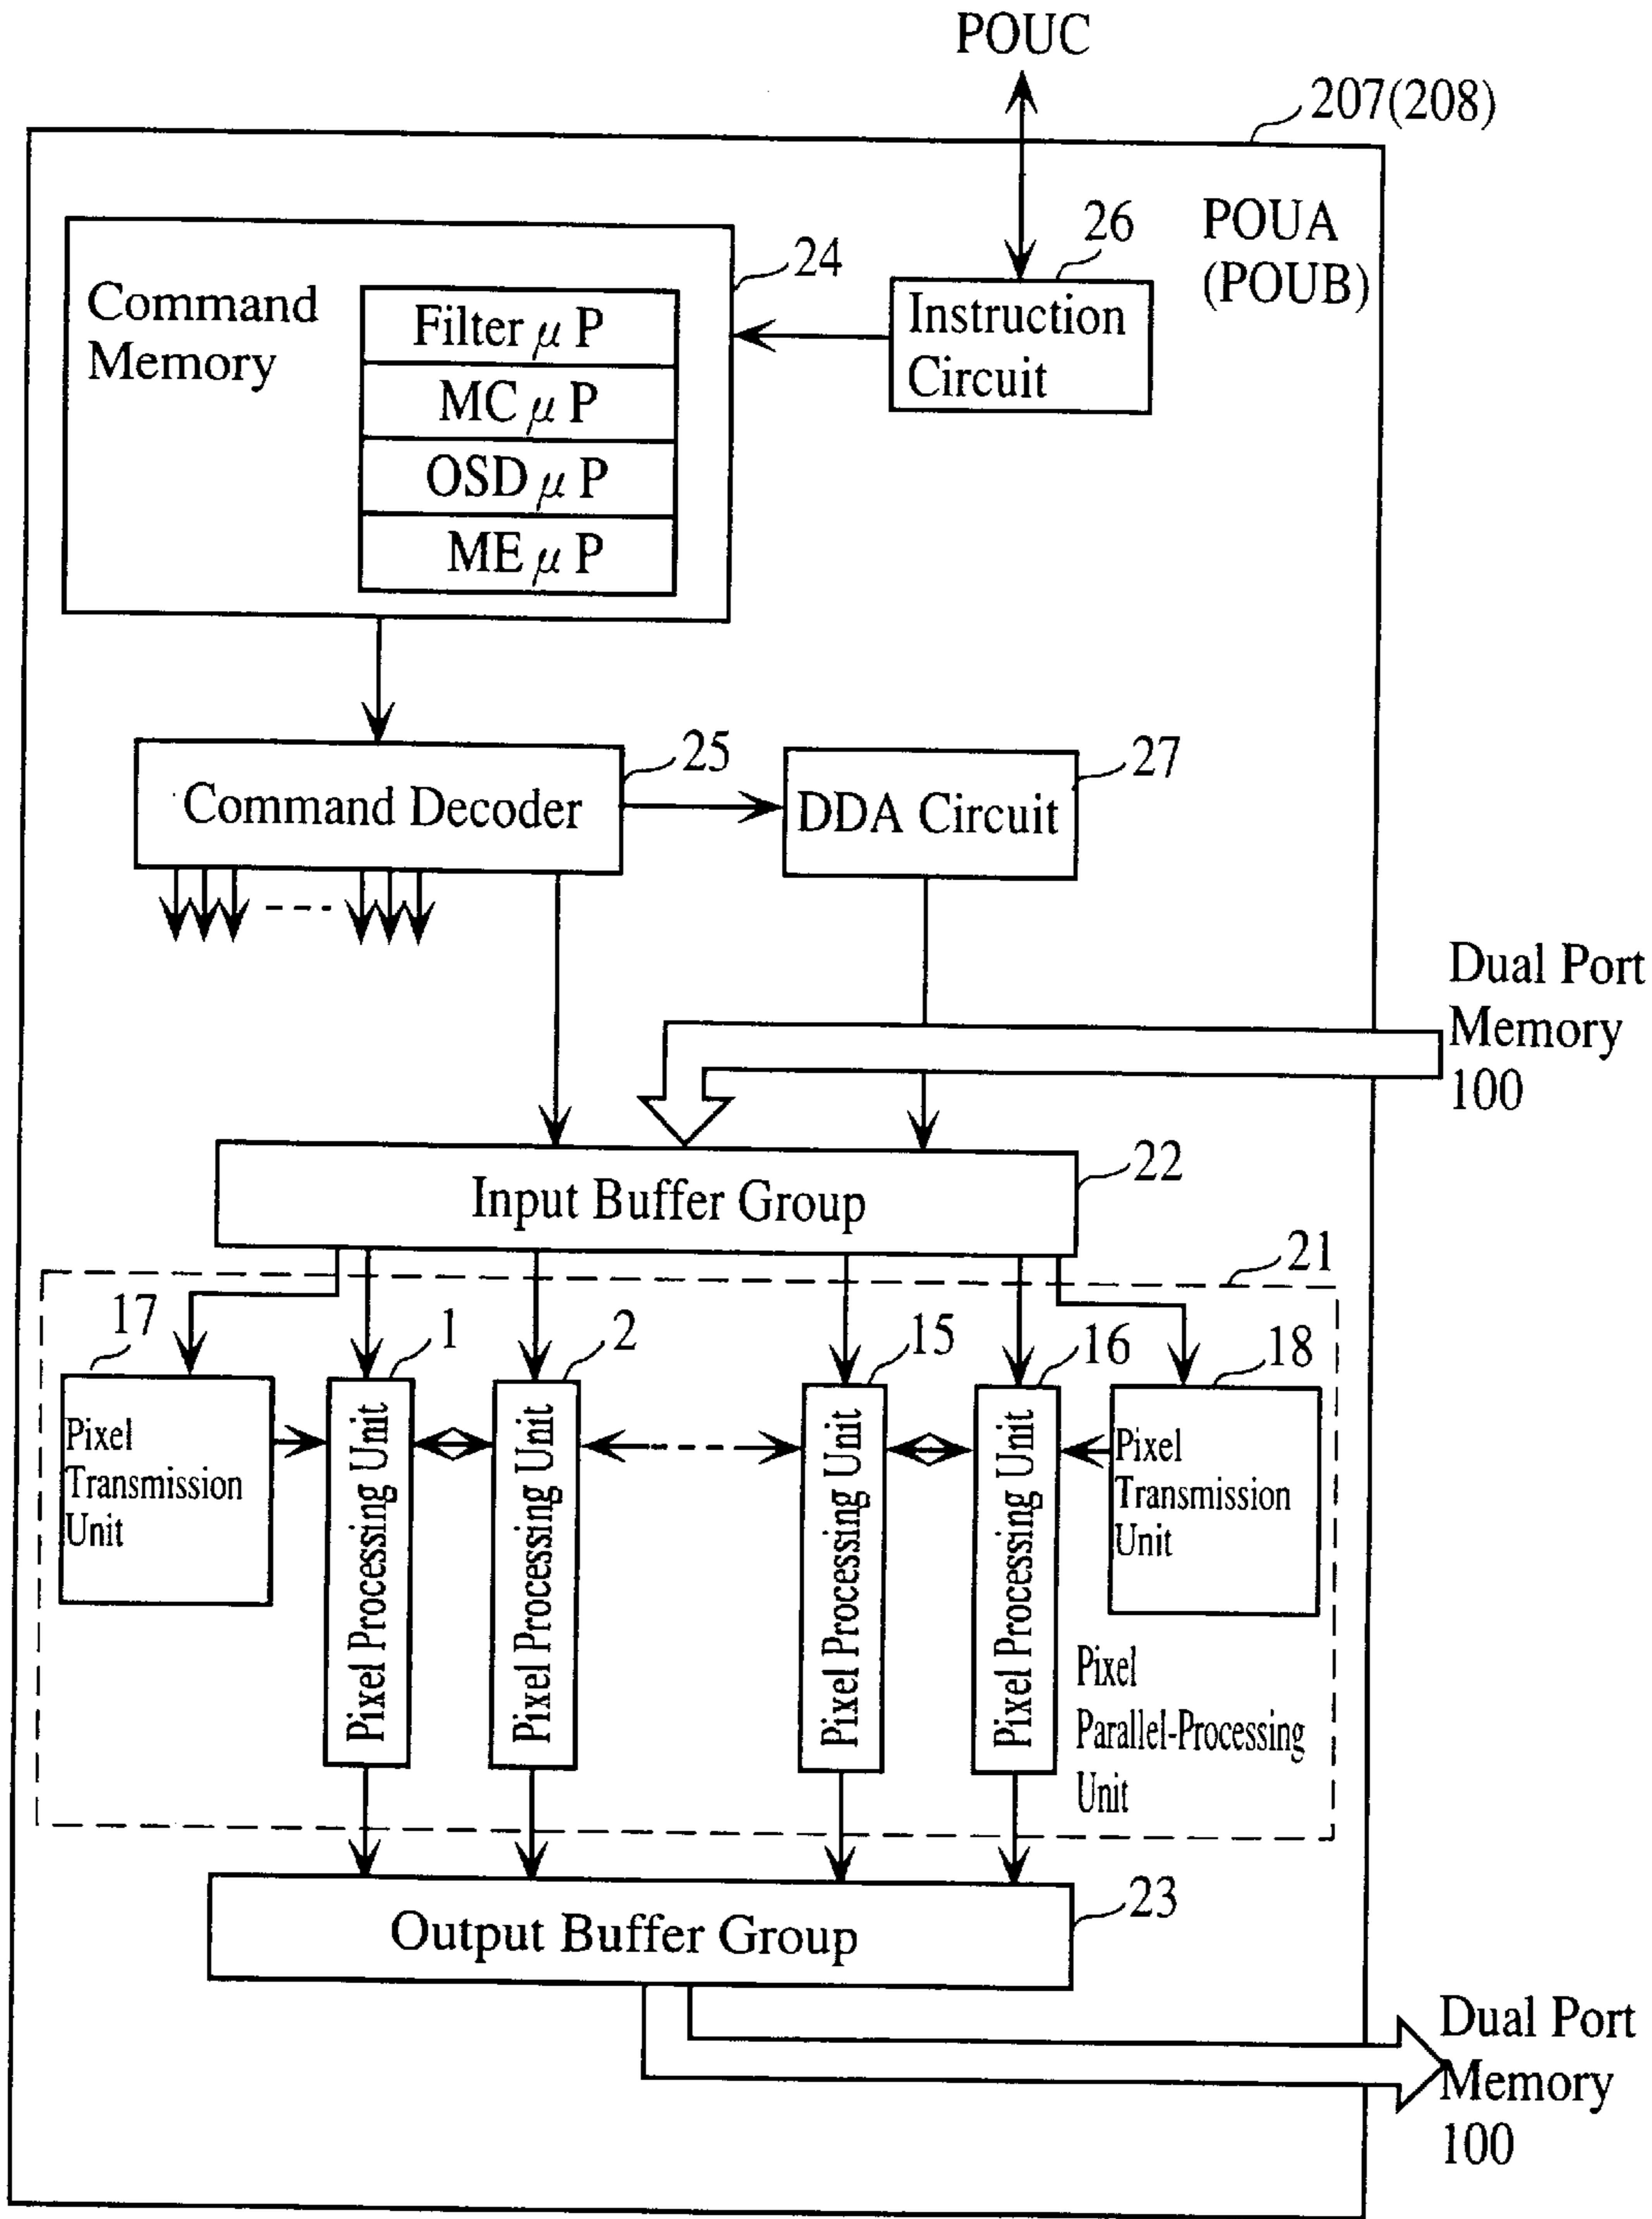 POUC
207(208)
POUA
(POUB)
24
26
Command
Memory
Filter μ P
MC μ P
OSD μ P
ME μ P
Instruction
Circuit
25
27
Command Decoder
DDA Circuit
Dual Port
Memory
100
22
Input Buffer Group
21
17
1
2
15
16
18
Pixel
Transmission
Unit
Pixel Processing Unit
Pixel Processing Unit
Pixel Processing Unit
Pixel Processing Unit
Pixel
Transmission
Unit
Pixel
Parallel-Processing
Unit
23
Output Buffer Group
Dual Port
Memory
100